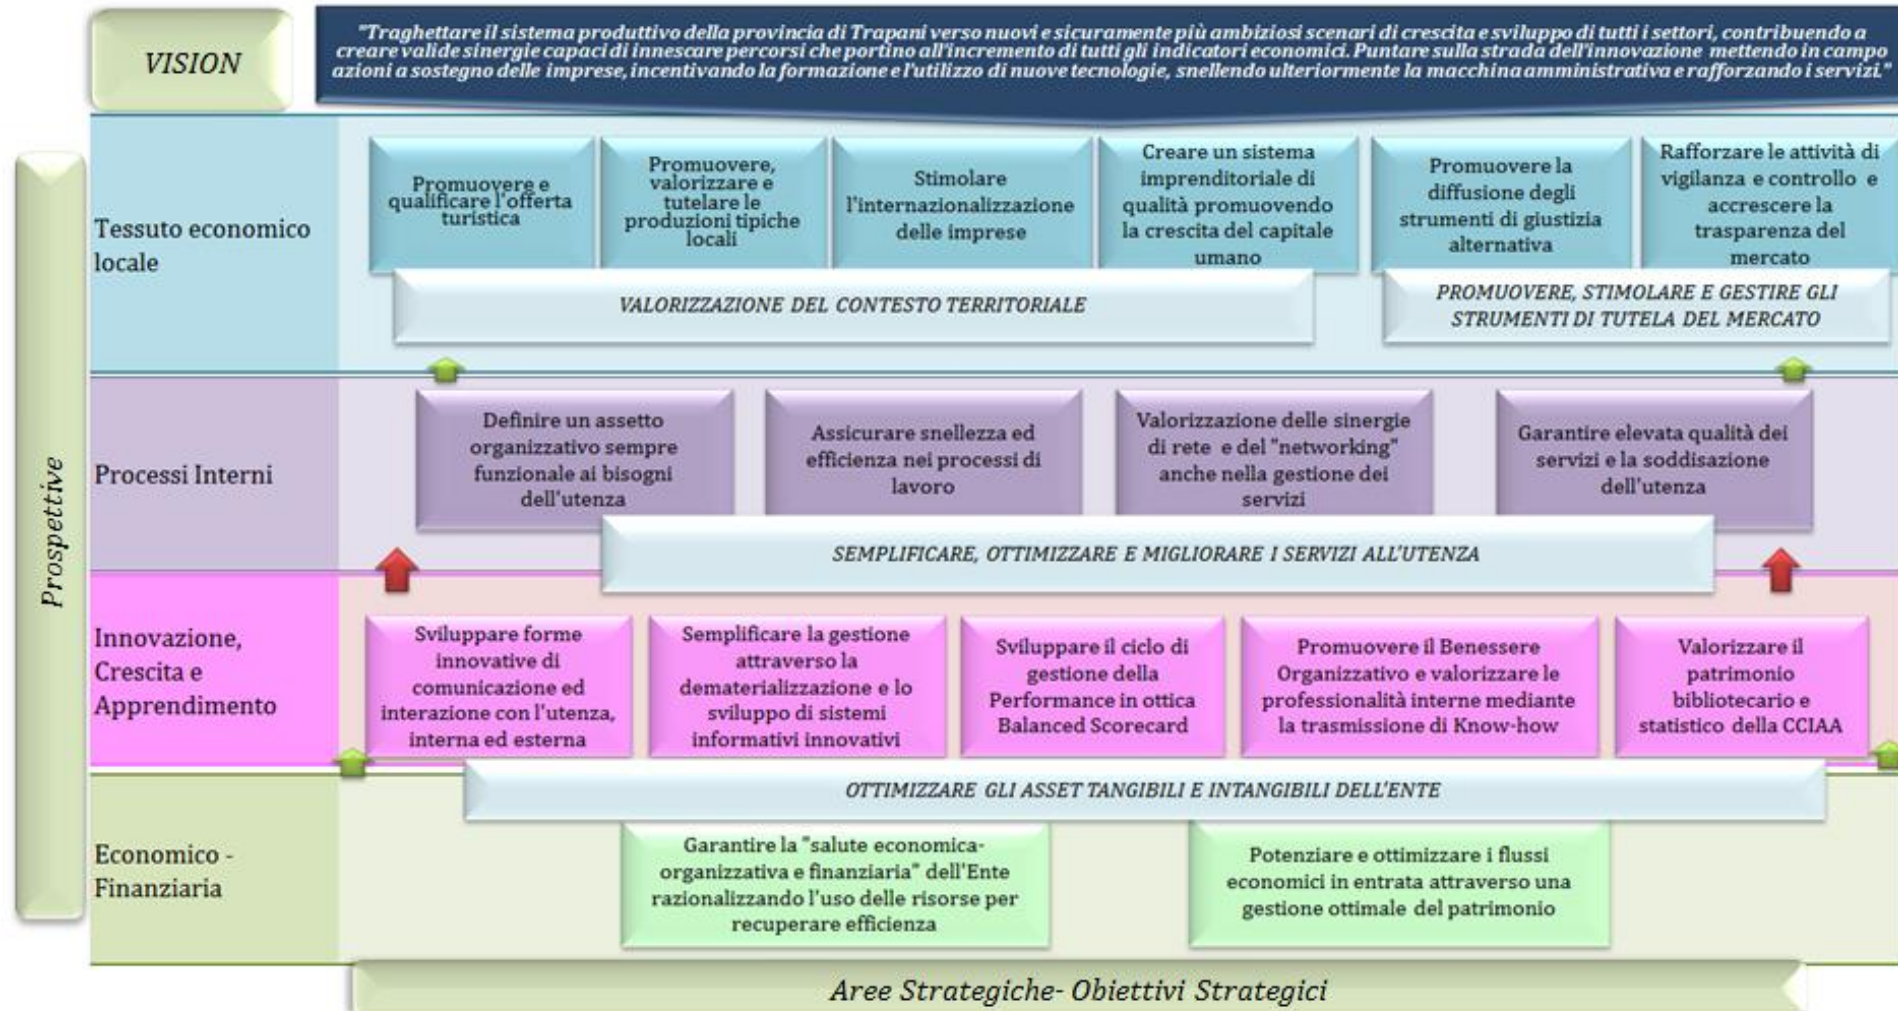 VISION
"Traghettare il sistema produttivo della provincia di Trapani verso nuovi e sicuramente più ambiziosi scenari di crescita e sviluppo di tutti i settori, contribuendo a
creare valide sinergie capaci di innescare percorsi che portino all'incremento di tutti gli indicatori economici. Puntare sulla strada dell'innovazione mettendo in campo
azioni a sostegno delle imprese, incentivando la formazione e l'utilizzo di nuove tecnologie, snellendo ulteriormente la macchina amministrativa e rafforzando i servizi."
Prospetive
Tessuto economico
locale
Promuovere e
qualificare l'offerta
turistica
Promuovere,
valorizzare e
tutelare le
produzioni tipiche
locali
Stimolare
l'internazionalizzazione
delle imprese
Creare un sistema
imprenditoriale di
qualità promuovendo
la crescita del capitale
umano
Promuovere la
diffusione degli
strumenti di giustizia
alternativa
Rafforzare le attività di
vigilanza e controllo e
accrescere la
trasparenza del
mercato
VALORIZZAZIONE DEL CONTESTO TERRITORIALE
PROMUOVERE, STIMOLARE E GESTIRE GLI
STRUMENTI DI TUTELA DEL MERCATO
Processi Interni
Definire un assetto
organizzativo sempre
funzionale ai bisogni
dell'utenza
Assicurare snellezza ed
efficienza nei processi di
lavoro
Valorizzazione delle sinergie
di rete e del "networking"
anche nella gestione dei
servizi
Garantire elevata qualità dei
servizi e la soddisazione
dell'utenza
SEMPLIFICARE, OTTIMIZZARE E MIGLIORARE I SERVIZI ALL'UTENZA
Innovazione,
Crescita e
Apprendimento
Sviluppare forme
innovative di
comunicazione ed
interazione con l'utenza,
interna ed esterna
Semplificare la gestione
attraverso la
dematerializzazione e lo
sviluppo di sistemi
informativi innovativi
Sviluppare il ciclo di
gestione della
Performance in ottica
Balanced Scorecard
Promuovere il Benessere
Organizzativo e valorizzare le
professionalità interne mediante
la trasmissione di Know-how
Valorizzare il
patrimonio
bibliotecario e
statistico della CCIAA
OTTIMIZZARE GLI ASSET TANGIBILI E INTANGIBILI DELL'ENTE
Economico -
Finanziaria
Garantire la "salute economica-
organizzativa e finanziaria" dell'Ente
razionalizzando l'uso delle risorse per
recuperare efficienza
Potenziare e ottimizzare i flussi
economici in entrata attraverso una
gestione ottimale del patrimonio
Aree Strategiche- Obiettivi Strategici